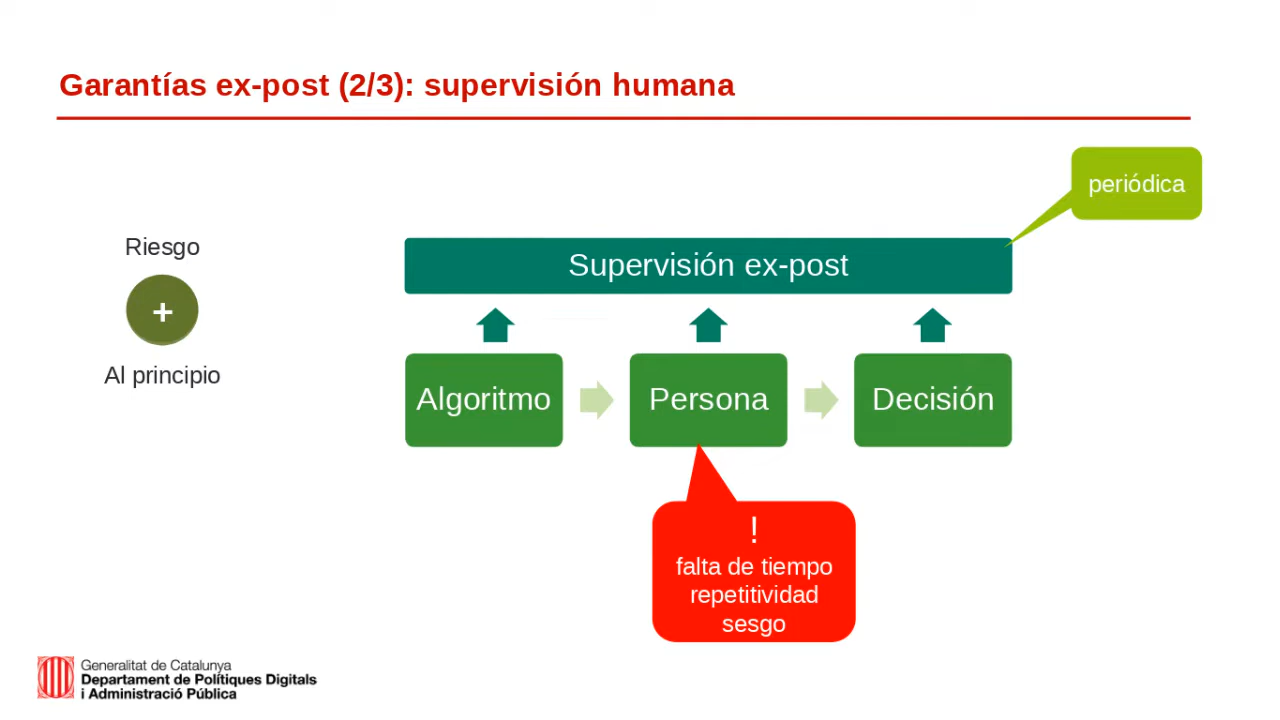 Garantías ex-post (2/3): supervisión humana
periódica
Riesgo
+
Al principio
Supervisión ex-post
Algoritmo
Persona
Decisión
!
falta de tiempo
repetitividad
sesgo
Generalitat de Catalunya
Departament de Polítiques Digitals
i Administració Pública